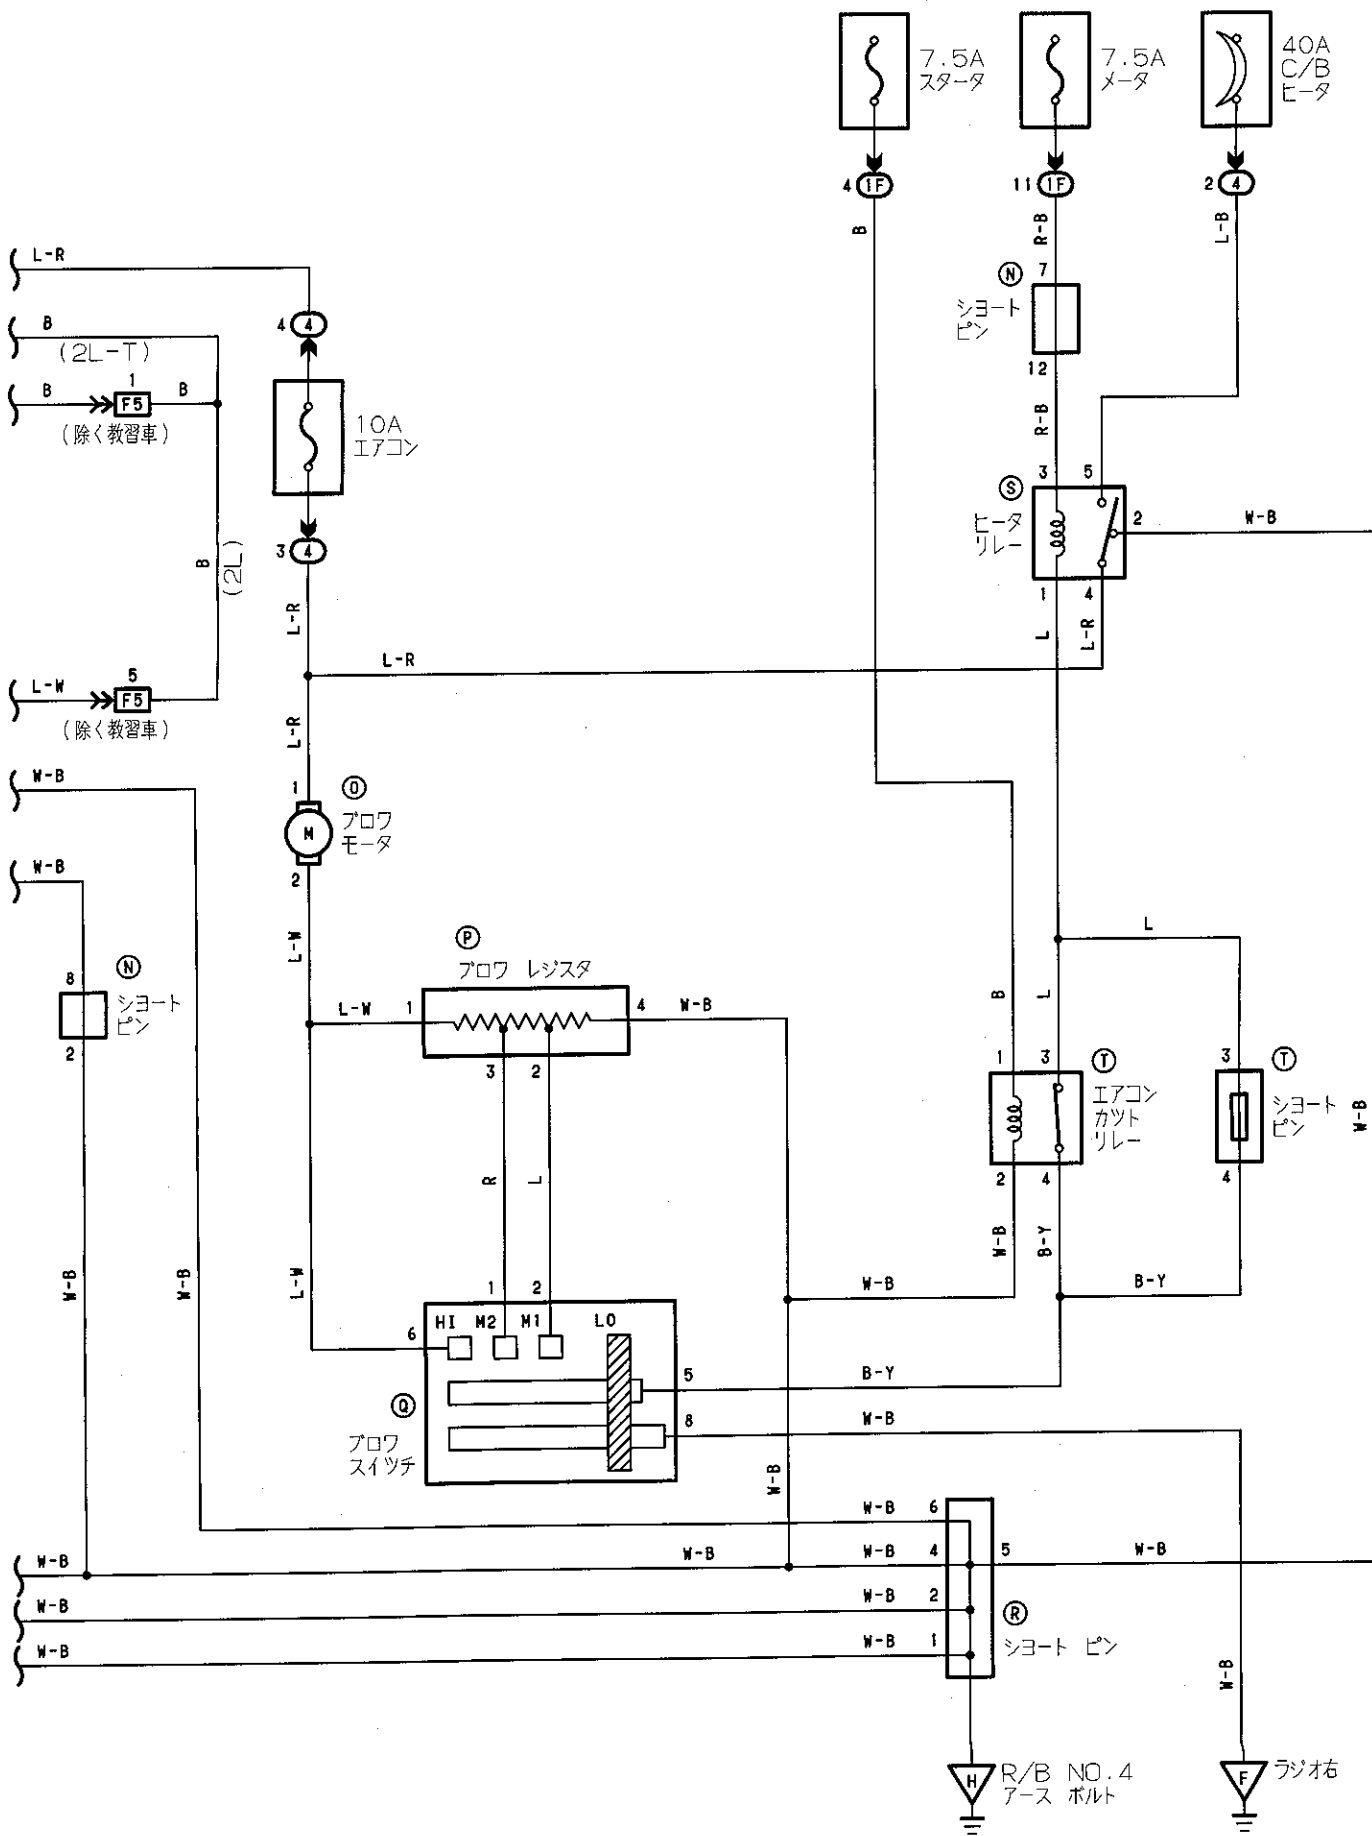 7.5A
スタータ
7.5A
メータ
40A
C/B
ヒータ
4 1F
11 1F
2 4
B
R-B
L-B
L-R
N
7
シヨート
ピン
4 4
B
(2L-T)
12
1
B
F5
B
(除く教習車)
10A
エアコン
R-B
3
5
S
ヒータ
リレー
2
W-B
3 4
B
(2L)
1
4
L-R
L
L-R
L-R
5
L-W
F5
(除く教習車)
L-R
W-B
1
O
ブロワ
モータ
M
2
W-B
L
L-W
P
ブロワ レジスタ
8
N
シヨート
ピン
2
L-W
1
4
W-B
B
L
3
2
1
3
T
エアコン
カツト
リレー
2
4
3
T
シヨート
ピン
4
W-B
R
L
W-B
B-Y
W-B
W-B
L-W
1
2
W-B
B-Y
6
HI
M2
M1
LO
5
B-Y
Q
ブロワ
スイツチ
8
W-B
W-B
W-B
6
W-B
W-B
W-B
4
5
W-B
W-B
W-B
2
R
シヨート ピン
W-B
W-B
1
W-B
H
R/B NO.4
アース ボルト
F
ラジオ右